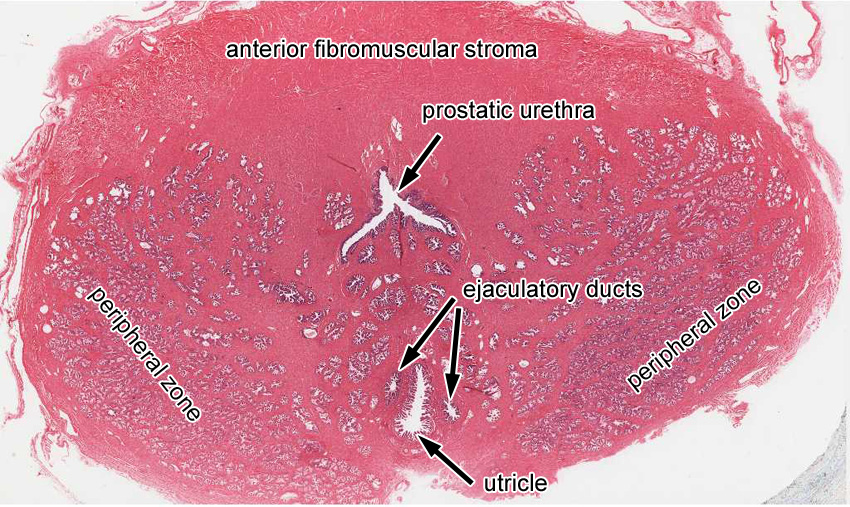 anterior fibromuscular stroma
prostatic urethra
ejaculatory ducts
peripheral zone
peripheral zone
utricle